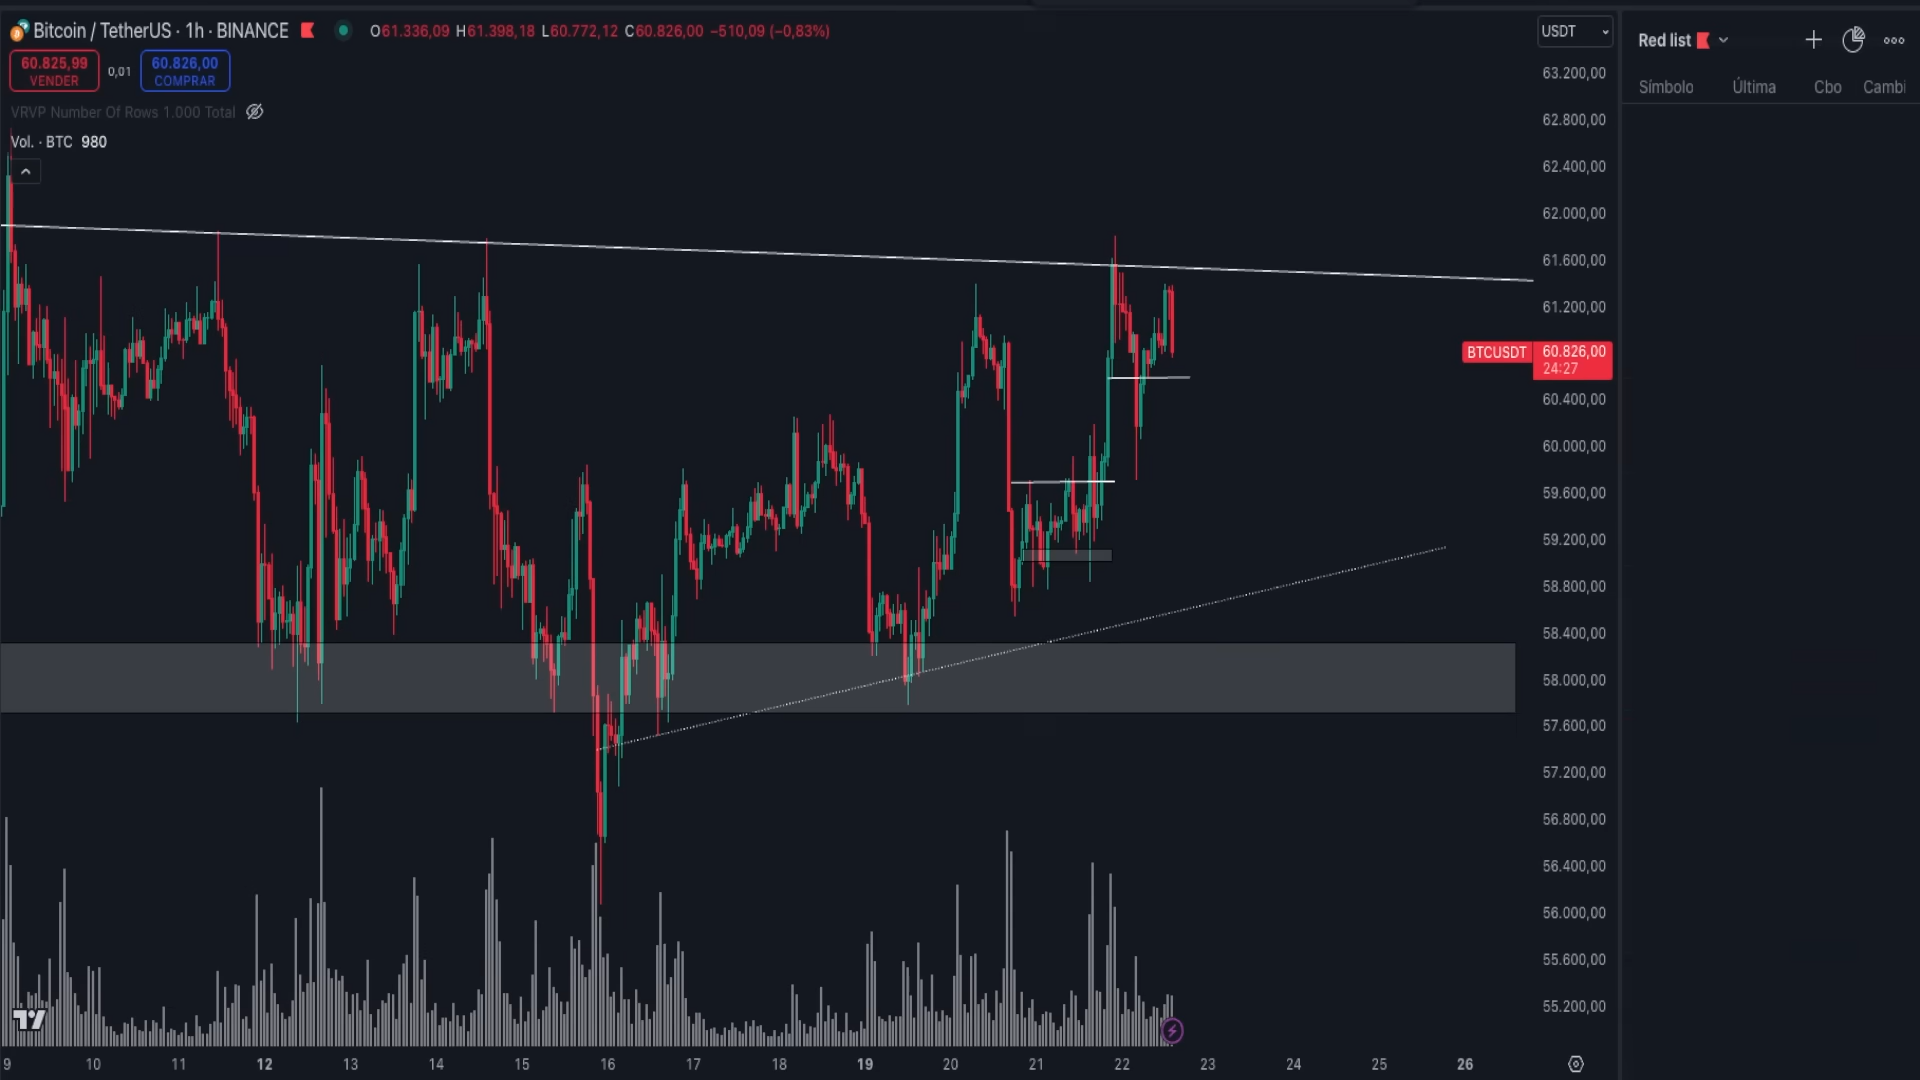 Bitcoin / TetherUS · 1h · BINANCE O61.336,09 H61.398,18 L60.772,12 C60.826,00 −510,09 (−0,83%)
60.825,99 VENDER
0,01
60.826,00 COMPRAR
VRVP Number Of Rows 1.000 Total
Vol. · BTC 980
USDT
63.200,00
62.800,00
62.400,00
62.000,00
61.600,00
61.200,00
BTCUSDT 60.826,00
24:27
60.400,00
60.000,00
59.600,00
59.200,00
58.800,00
58.400,00
58.000,00
57.600,00
57.200,00
56.800,00
56.400,00
56.000,00
55.600,00
55.200,00
9 10 11 12 13 14 15 16 17 18 19 20 21 22 23 24 25 26
Red list
Símbolo Última Cbo Cambi